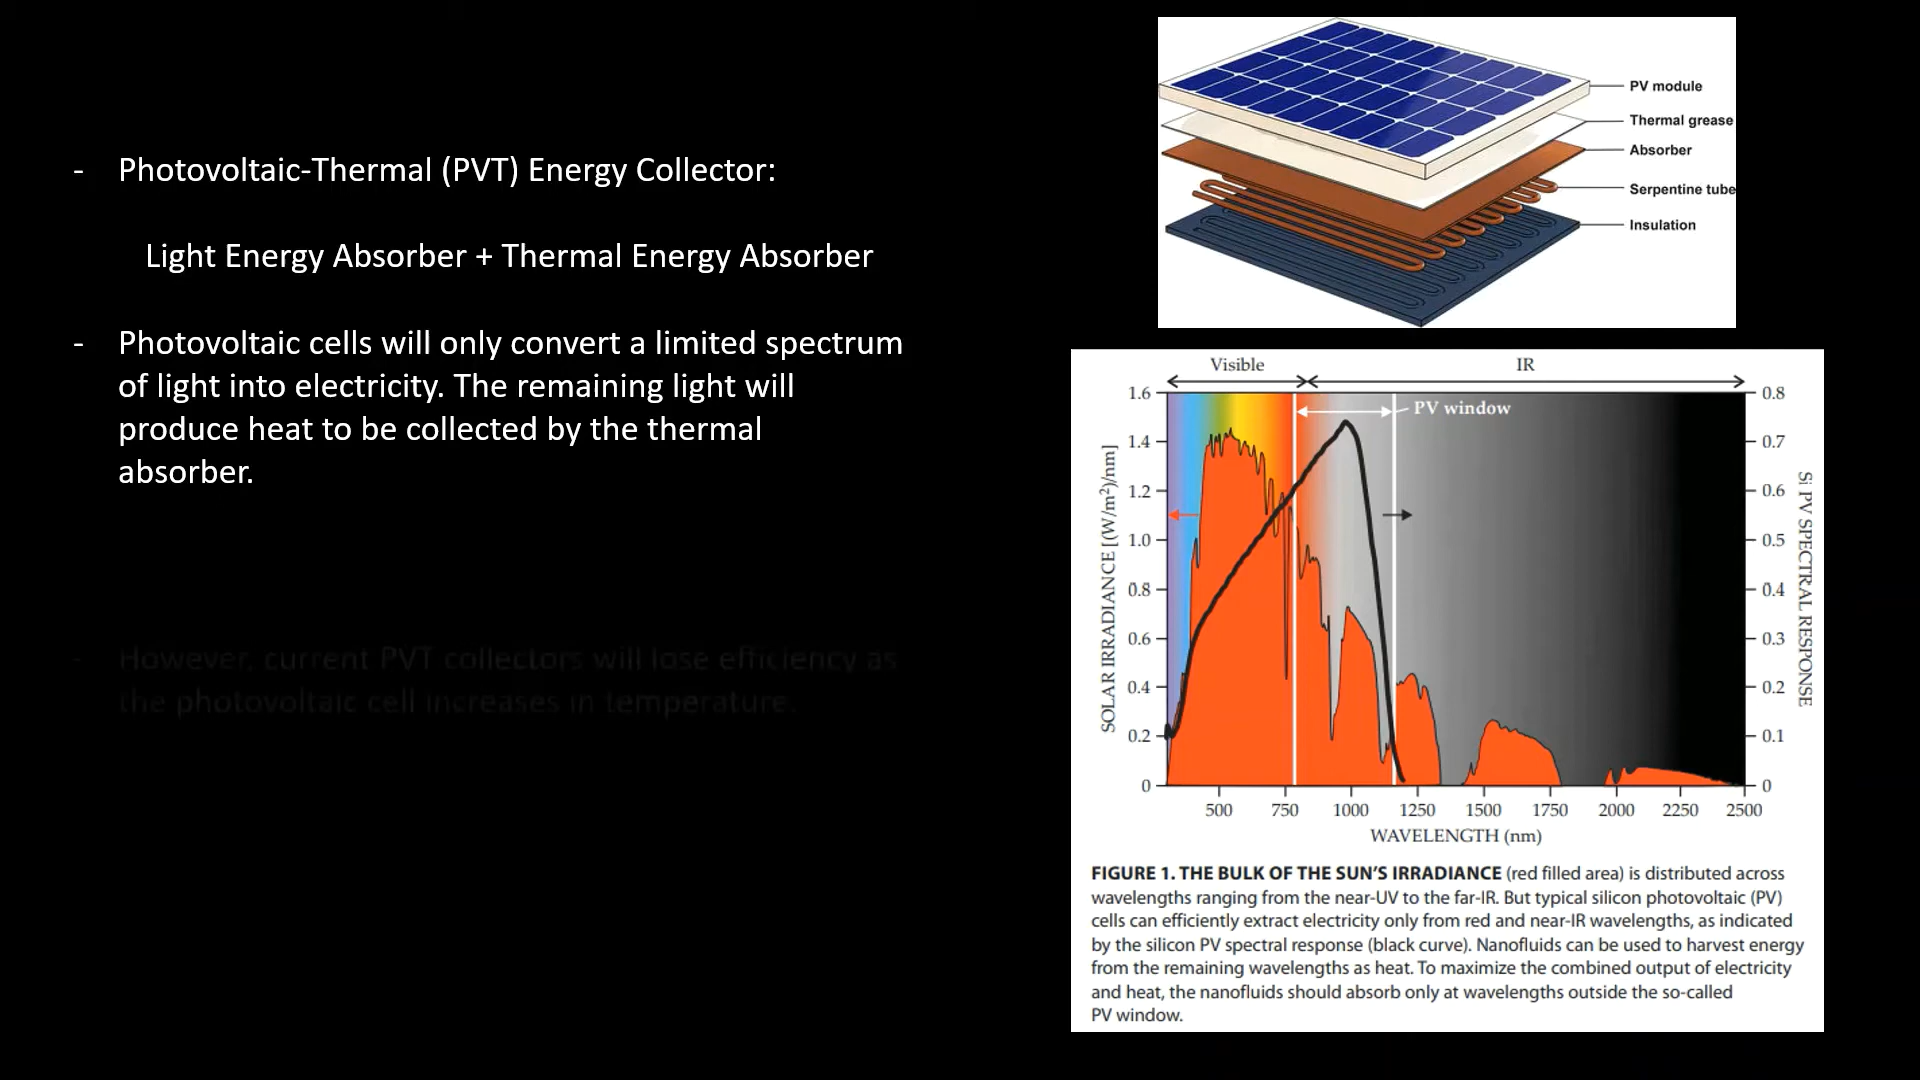 - Photovoltaic-Thermal (PVT) Energy Collector:
Light Energy Absorber + Thermal Energy Absorber
- Photovoltaic cells will only convert a limited spectrum
of light into electricity. The remaining light will
produce heat to be collected by the thermal
absorber.
- However, current PVT collectors will lose efficiency as
the photovoltaic cell increases in temperature.
PV module
Thermal grease
Absorber
Serpentine tube
Insulation
Visible IR
PV window
1.6 0.8
1.4 0.7
1.2 0.6
1.0 0.5
0.8 0.4
0.6 0.3
0.4 0.2
0.2 0.1
0 0
SOLAR IRRADIANCE [(W/m²)/nm]
Si PV SPECTRAL RESPONSE
500 750 1000 1250 1500 1750 2000 2250 2500
WAVELENGTH (nm)
FIGURE 1. THE BULK OF THE SUN'S IRRADIANCE (red filled area) is distributed across
wavelengths ranging from the near-UV to the far-IR. But typical silicon photovoltaic (PV)
cells can efficiently extract electricity only from red and near-IR wavelengths, as indicated
by the silicon PV spectral response (black curve). Nanofluids can be used to harvest energy
from the remaining wavelengths as heat. To maximize the combined output of electricity
and heat, the nanofluids should absorb only at wavelengths outside the so-called
PV window.